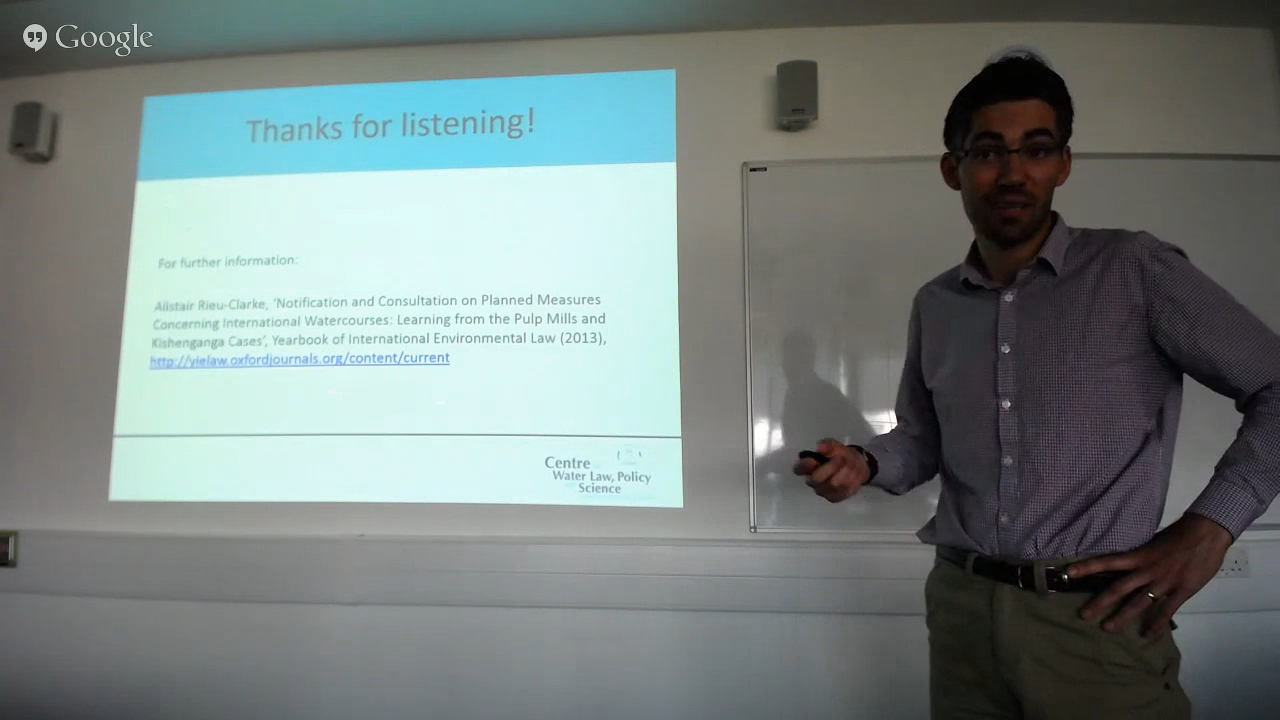 Google
Thanks for listening!
For further information:
Alistair Rieu-Clarke, 'Notification and Consultation on Planned Measures
Concerning International Watercourses: Learning from the Pulp Mills and
Kishenganga Cases', Yearbook of International Environmental Law (2013),
http://yielaw.oxfordjournals.org/content/current
Centre
Water Law, Policy
Science